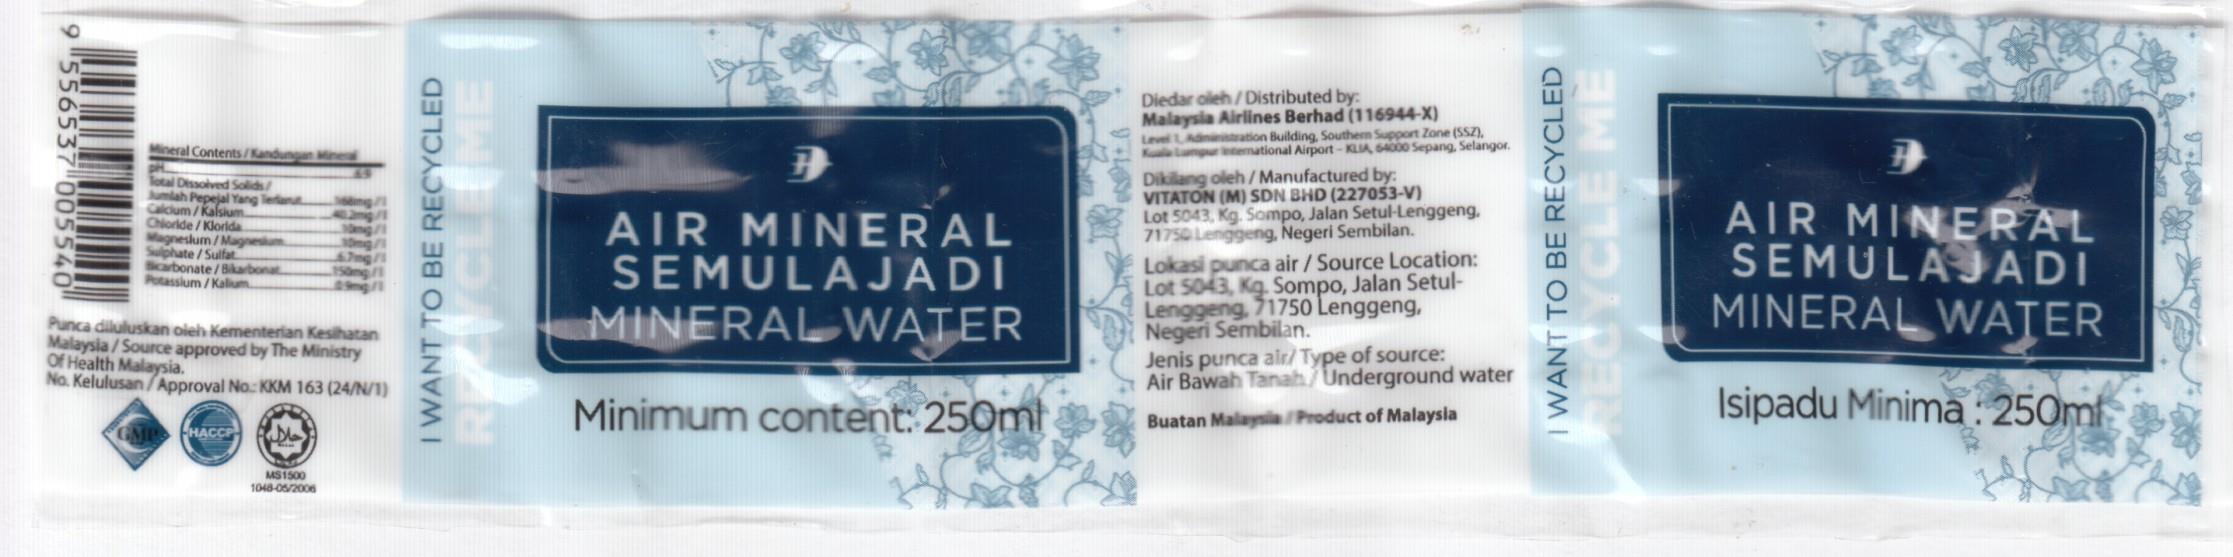 9 556537 005540
Mineral Contents / Kandungan Mineral
pH 6.9
Total Dissolved Solids /
Jumlah Pepejal Yang Terlarut 168mg / l
Calcium / Kalsium 40.2mg / l
Chloride / Klorida 10mg / l
Magnesium / Magnesium 10mg / l
Sulphate / Sulfat 6.7mg / l
Bicarbonate / Bikarbonat 150mg / l
Potassium / Kalium 0.9mg / l
Punca diluluskan oleh Kementerian Kesihatan
Malaysia / Source approved by The Ministry
Of Health Malaysia.
No. Kelulusan / Approval No.: KKM 163 (24/N/1)
GMP
HACCP
حلال
MS1500
1048-05/2006
I WANT TO BE RECYCLED
RECYCLE ME
AIR MINERAL
SEMULAJADI
MINERAL WATER
Minimum content: 250ml
Diedar oleh / Distributed by:
Malaysia Airlines Berhad (116944-X)
Level 1, Administration Building, Southern Support Zone (SSZ),
Kuala Lumpur International Airport – KLIA, 64000 Sepang, Selangor.
Dikilang oleh / Manufactured by:
VITATON (M) SDN BHD (227053-V)
Lot 5043, Kg. Sompo, Jalan Setul-Lenggeng,
71750 Lenggeng, Negeri Sembilan.
Lokasi punca air / Source Location:
Lot 5043, Kg. Sompo, Jalan Setul-
Lenggeng, 71750 Lenggeng,
Negeri Sembilan.
Jenis punca air/ Type of source:
Air Bawah Tanah / Underground water
Buatan Malaysia / Product of Malaysia
I WANT TO BE RECYCLED
RECYCLE ME
AIR MINERAL
SEMULAJADI
MINERAL WATER
Isipadu Minima : 250ml